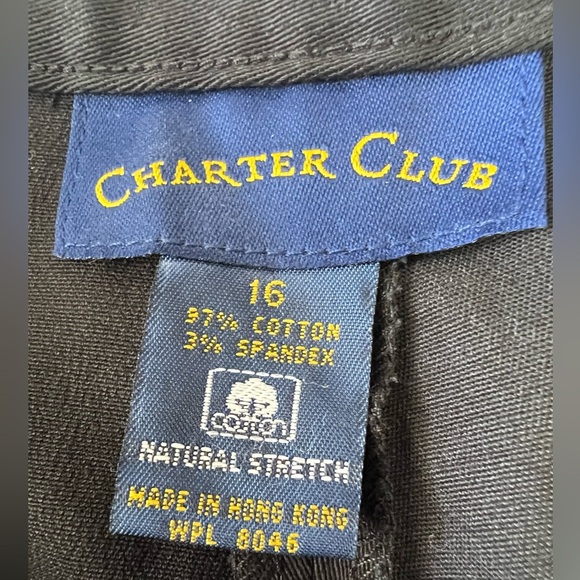 CHARTER CLUB
16
97% COTTON
3% SPANDEX
COTTON
NATURAL STRETCH
MADE IN HONG KONG
WPL 8046